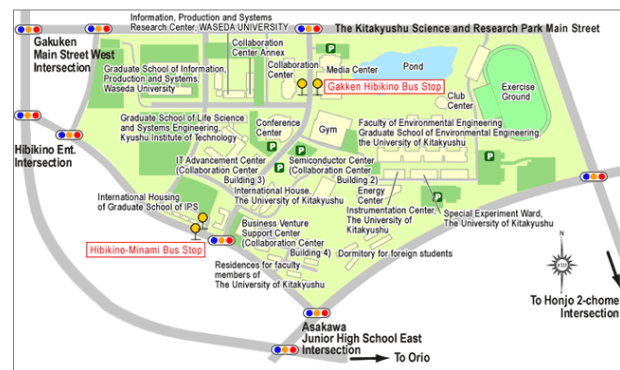 Information, Production and Systems
Research Center, WASEDA UNIVERSITY
The Kitakyushu Science and Research Park Main Street
Gakuken
Main Street West
Intersection
Collaboration
Center Annex
P
Collaboration
Center
Media Center
Pond
Graduate School of Information,
Production and Systems,
Waseda University
Gakken Hibikino Bus Stop
Exercise
Ground
Club
Center
Graduate School of Life Science
and Systems Engineering,
Kyushu Institute of Technology
Conference
Center
Gym
Faculty of Environmental Engineering
Graduate School of Environmental Engineering,
the University of Kitakyushu
Hibikino Ent.
Intersection
P
P
P
IT Advancement Center
(Collaboration Center
Building 3)
Semiconductor Center
(Collaboration Center
Building 2)
International House,
The University of Kitakyushu
Energy
Center
P
International Housing
of Graduate School of IPS
Instrumentation Center, The
University of
Kitakyushu
Special Experiment Ward,
The University of Kitakyushu
Hibikino-Minami Bus Stop
Business Venture
Support Center
(Collaboration Center
Building 4)
Dormitory for foreign students
Residences for faculty
members of
The University of Kitakyushu
N
To Honjo 2-chome
Intersection
Asakawa
Junior High School East
Intersection
To Orio